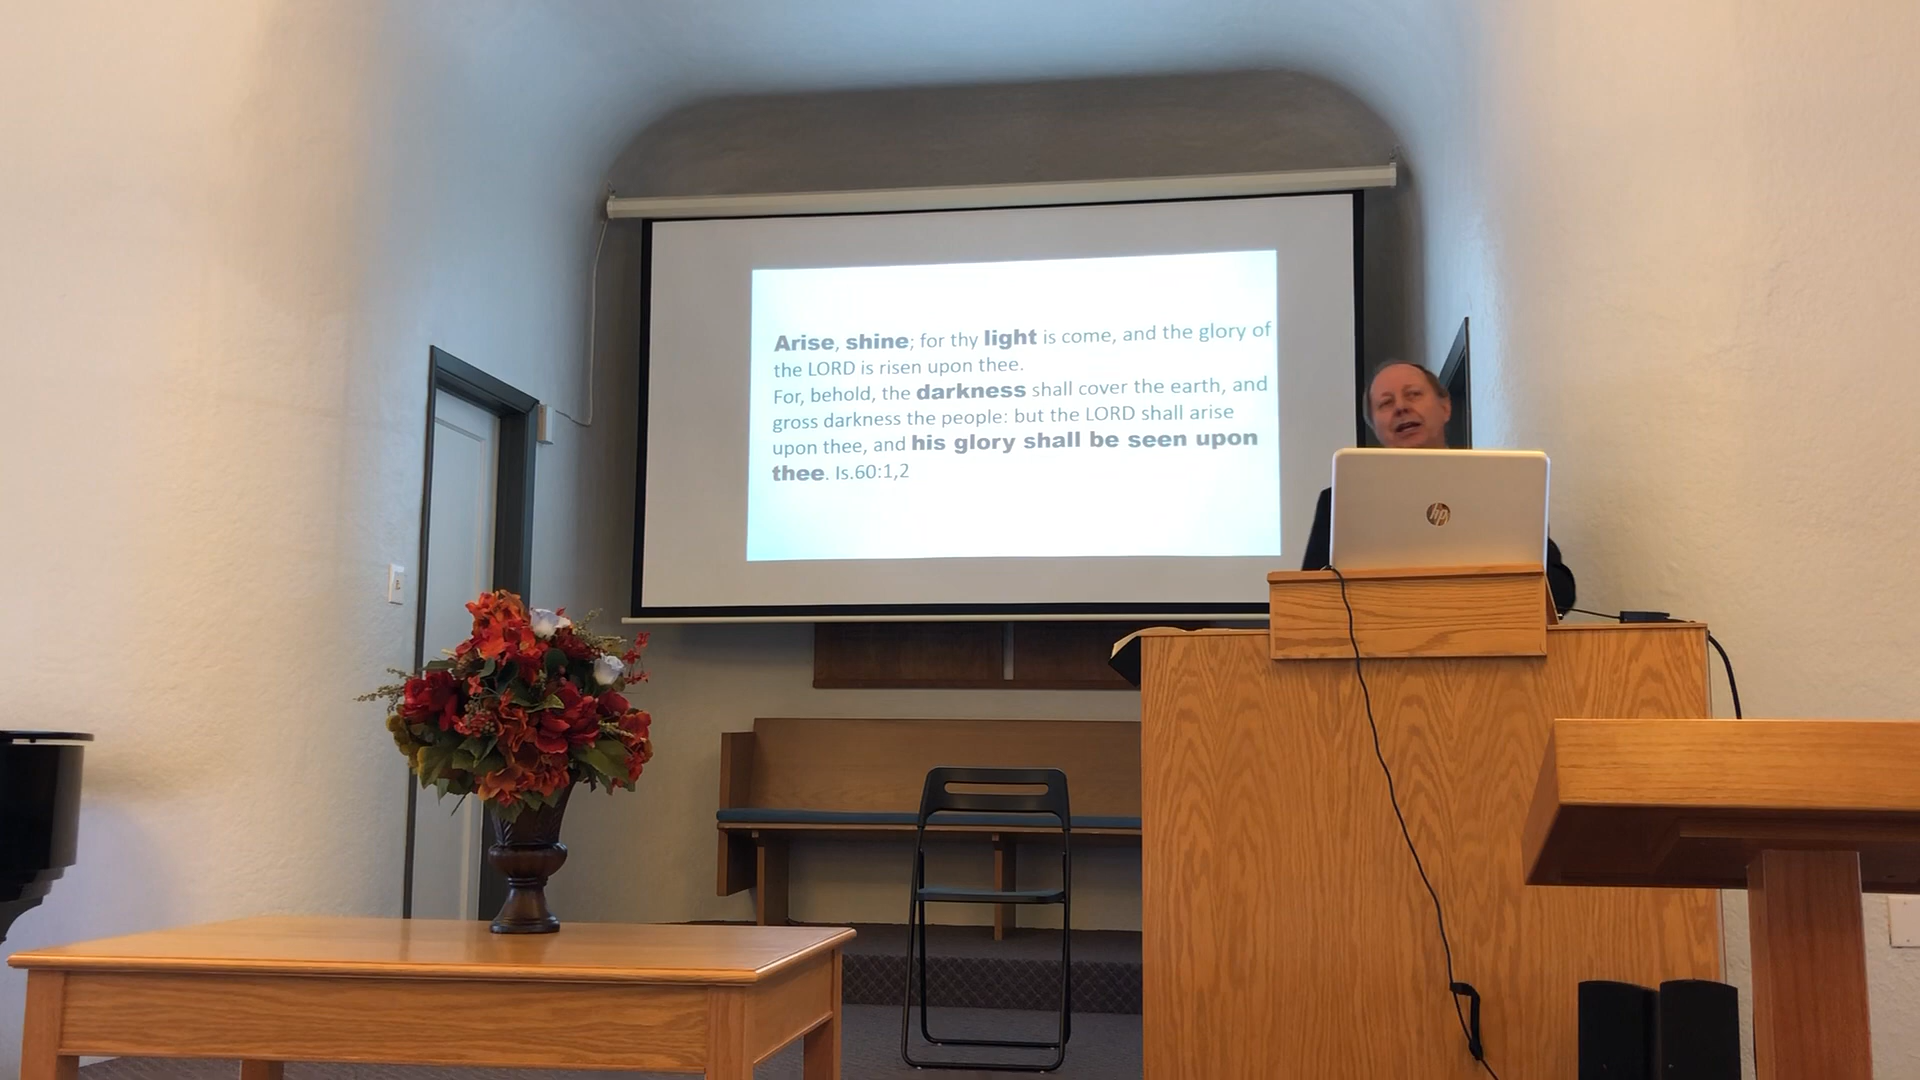 Arise, shine; for thy light is come, and the glory of
the LORD is risen upon thee.
For, behold, the darkness shall cover the earth, and
gross darkness the people: but the LORD shall arise
upon thee, and his glory shall be seen upon
thee. Is.60:1,2
hp